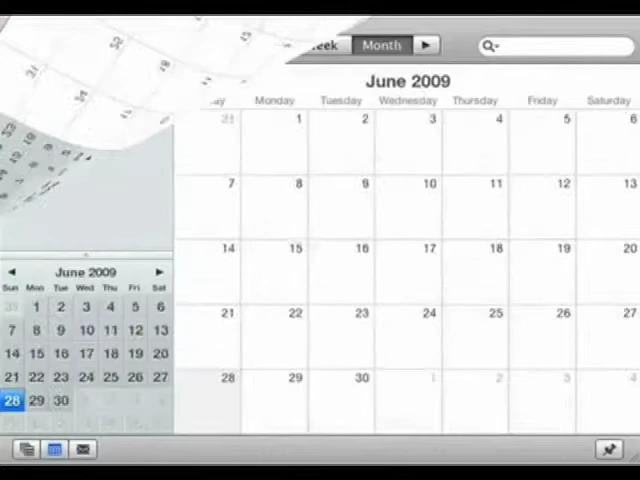 Week Month
June 2009
Monday Tuesday Wednesday Thursday Friday Saturday
31 1 2 3 4 5 6
7 8 9 10 11 12 13
14 15 16 17 18 19 20
21 22 23 24 25 26 27
28 29 30 1 2 3 4
June 2009
Sun Mon Tue Wed Thu Fri Sat
31 1 2 3 4 5 6
7 8 9 10 11 12 13
14 15 16 17 18 19 20
21 22 23 24 25 26 27
28 29 30